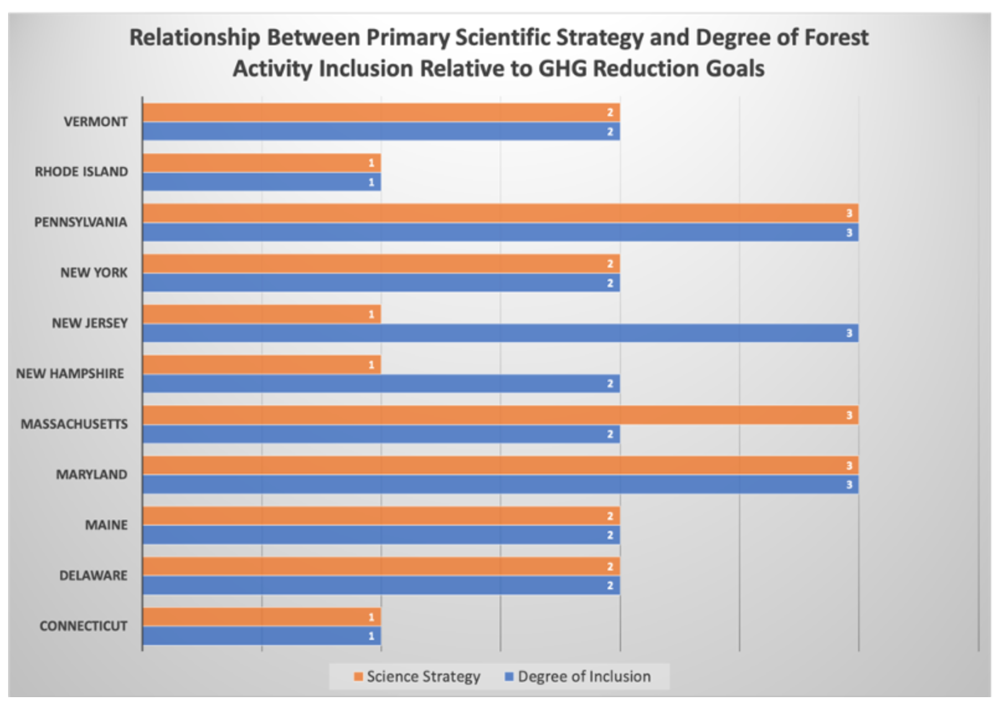 Relationship Between Primary Scientific Strategy and Degree of Forest
Activity Inclusion Relative to GHG Reduction Goals
VERMONT
2
2
RHODE ISLAND
1
1
PENNSYLVANIA
3
3
NEW YORK
2
2
NEW JERSEY
1
3
NEW HAMPSHIRE
1
2
MASSACHUSETTS
3
2
MARYLAND
3
3
MAINE
2
2
DELAWARE
2
2
CONNECTICUT
1
1
Science Strategy
Degree of Inclusion